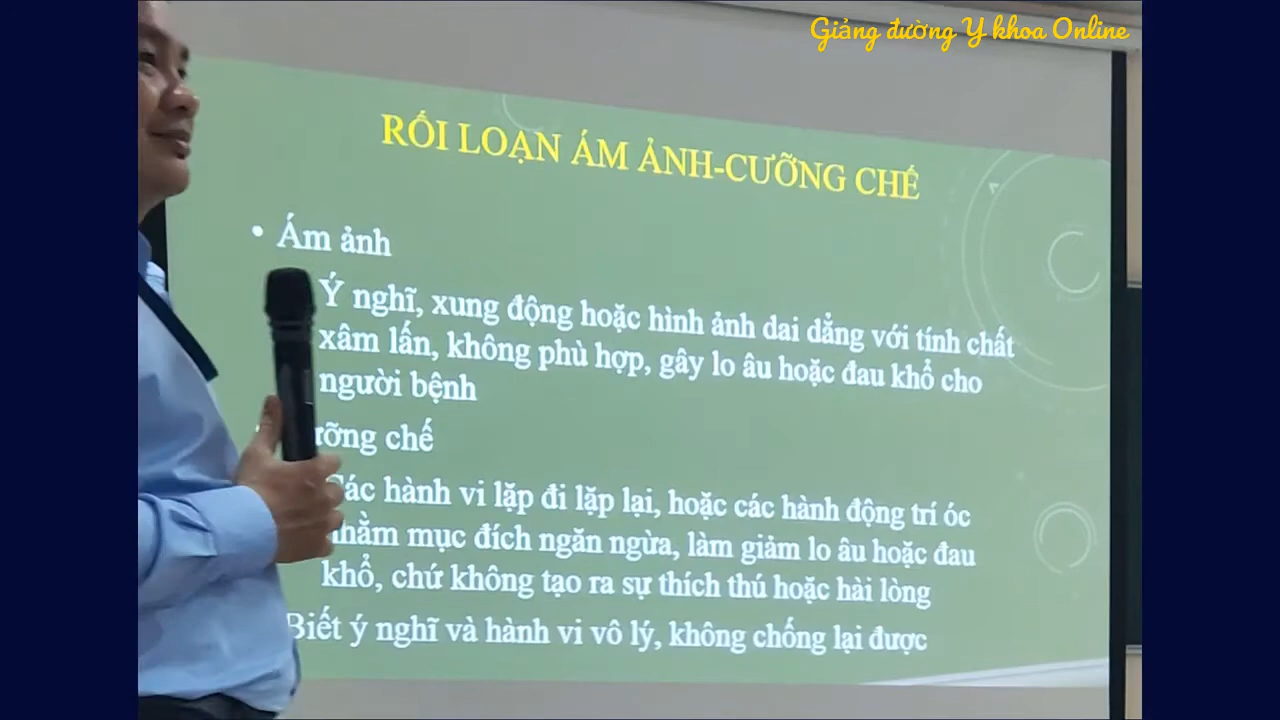 Giảng đường Y khoa Online
RỐI LOẠN ÁM ẢNH-CƯỠNG CHẾ
• Ám ảnh
Ý nghĩ, xung động hoặc hình ảnh dai dẳng với tính chất
xâm lấn, không phù hợp, gây lo âu hoặc đau khổ cho
người bệnh
chế
Các hành vi lặp đi lặp lại, hoặc các hành động trí óc
nhằm mục đích ngăn ngừa, làm giảm lo âu hoặc đau
khổ, chứ không tạo ra sự thích thú hoặc hài lòng
Biết ý nghĩ và hành vi vô lý, không chống lại được